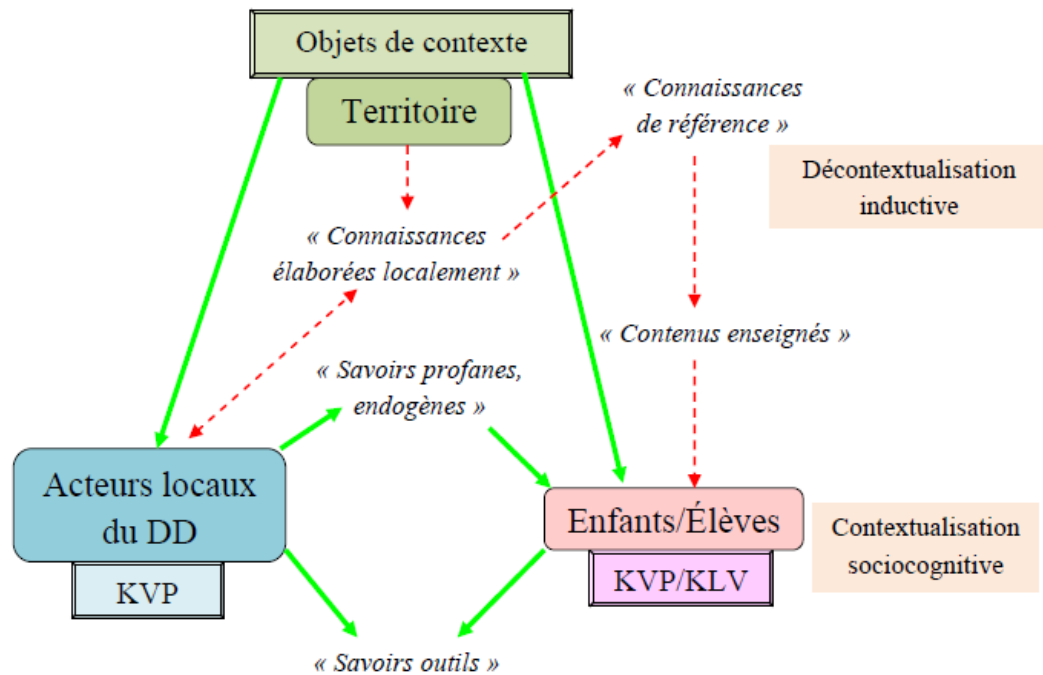 Objets de contexte
Territoire
« Connaissances
de référence »
Décontextualisation
inductive
« Connaissances
élaborées localement »
« Contenus enseignés »
« Savoirs profanes,
endogènes »
Acteurs locaux
du DD
KVP
Enfants/Élèves
KVP/KLV
Contextualisation
sociocognitive
« Savoirs outils »